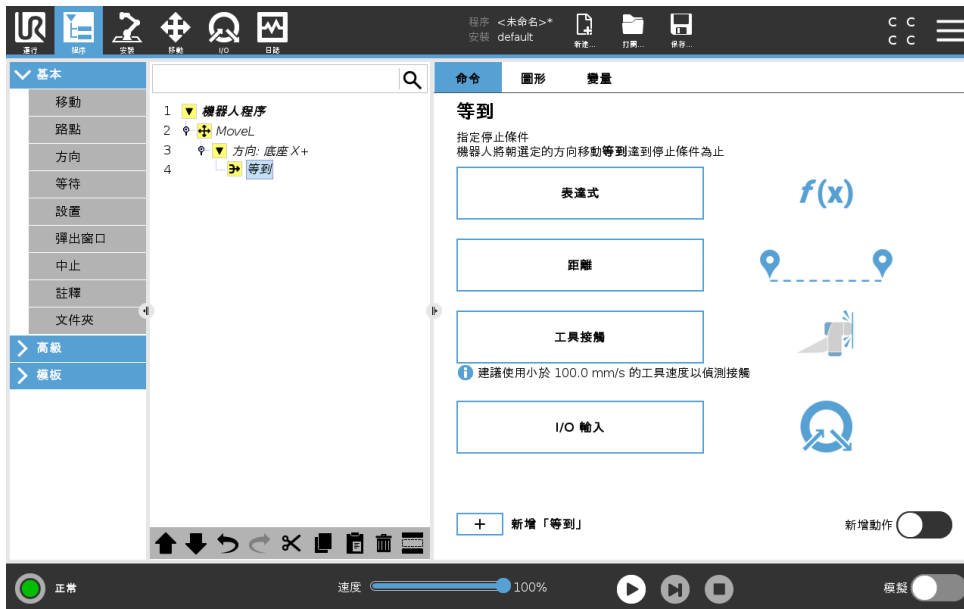 UR
運行
程序
安裝
移動
I/O
日誌
程序 <未命名>*
安裝 default
新建...
打開...
保存...
C C
C C
基本
移動
路點
方向
等待
設置
彈出窗口
中止
註釋
文件夾
高級
模板
1 機器人程序
2 MoveL
3 方向: 底座 X+
4 等到
命令 圖形 變量
等到
指定停止條件
機器人將朝選定的方向移動等到達到停止條件為止
表達式
f(x)
距離
工具接觸
建議使用小於 100.0 mm/s 的工具速度以偵測接觸
I/O 輸入
+ 新增「等到」
新增動作
正常
速度 100%
模擬